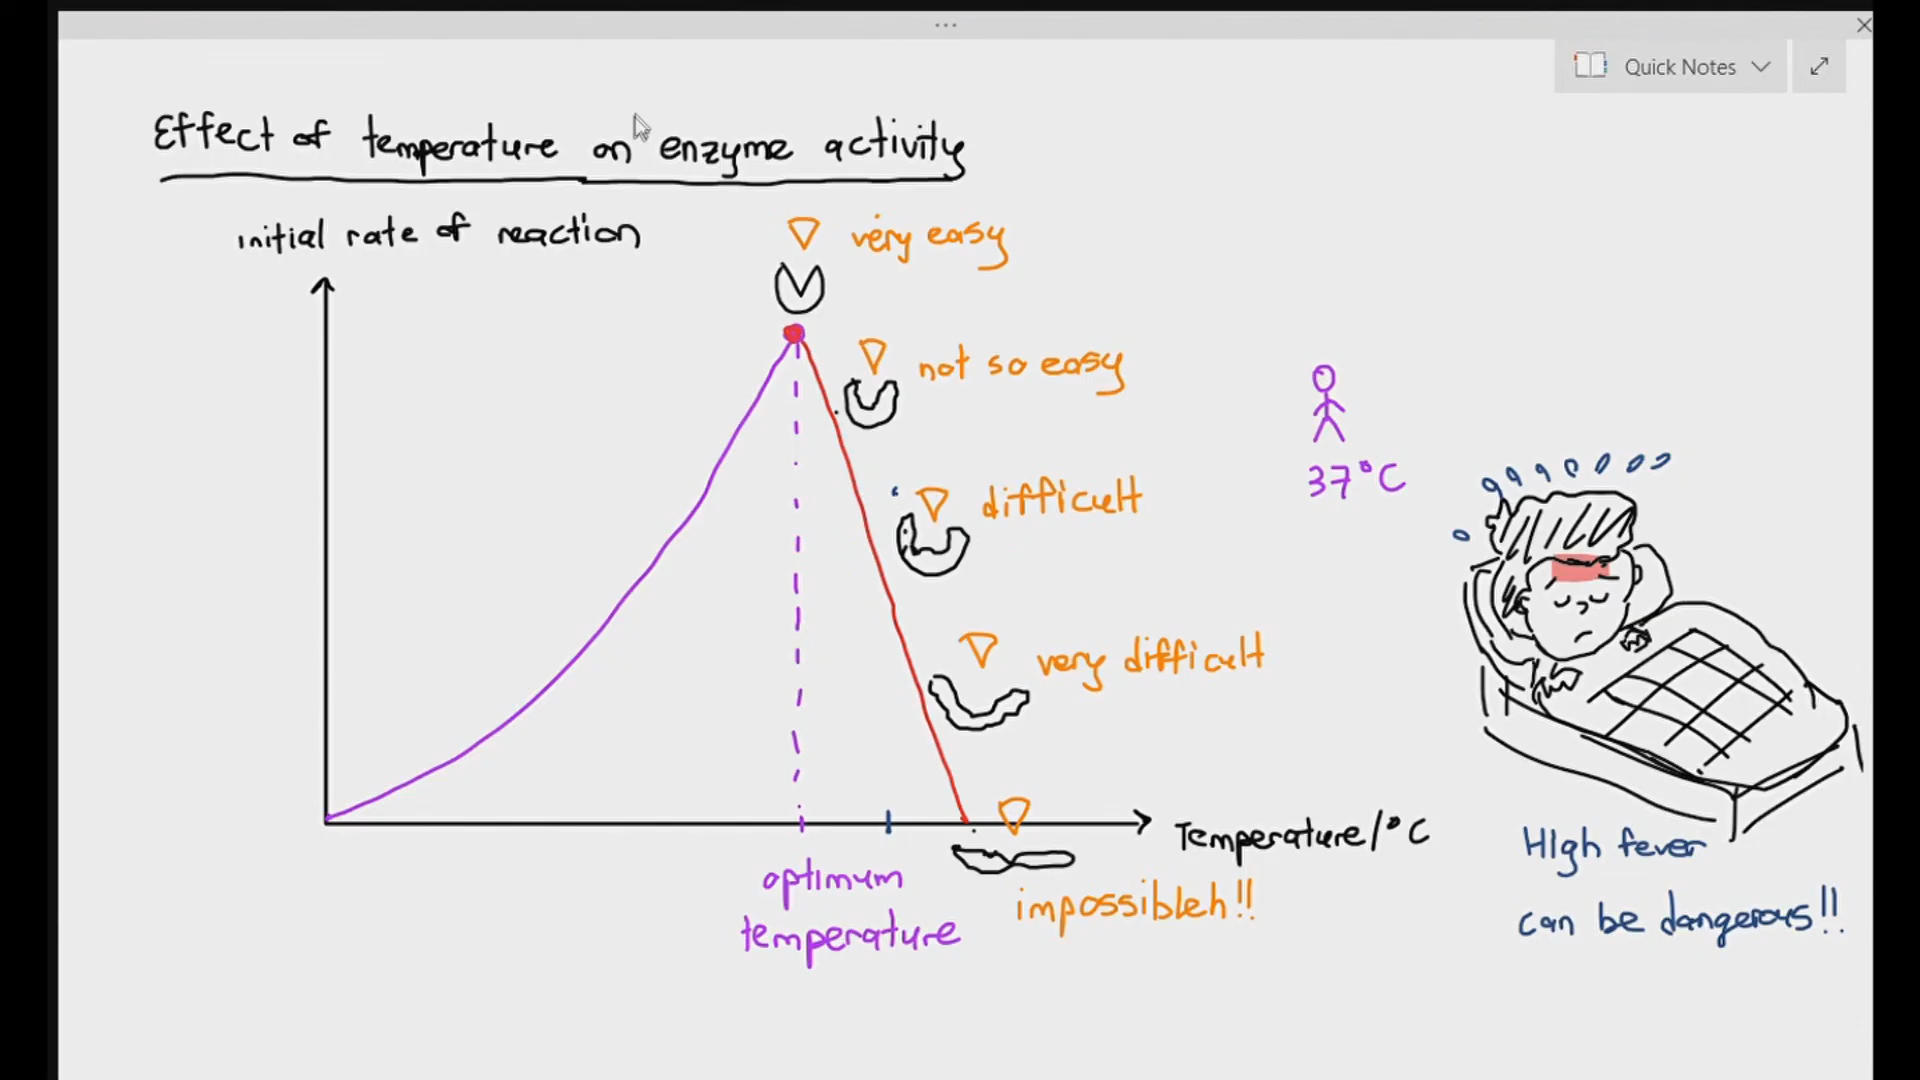 Quick Notes
Effect of temperature on enzyme activity
initial rate of reaction
very easy
not so easy
37°C
difficult
very difficult
Temperature/°C
High fever
can be dangerous!!
optimum
temperature
impossibleh!!